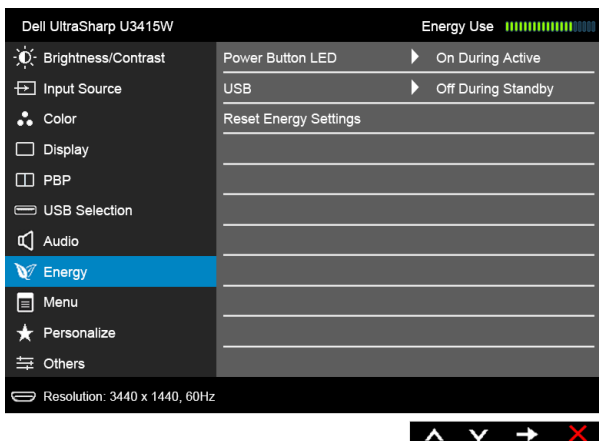 Dell UltraSharp U3415W
Energy Use
Brightness/Contrast
Power Button LED
On During Active
Input Source
USB
Off During Standby
Color
Reset Energy Settings
Display
PBP
USB Selection
Audio
Energy
Menu
Personalize
Others
Resolution: 3440 x 1440, 60Hz